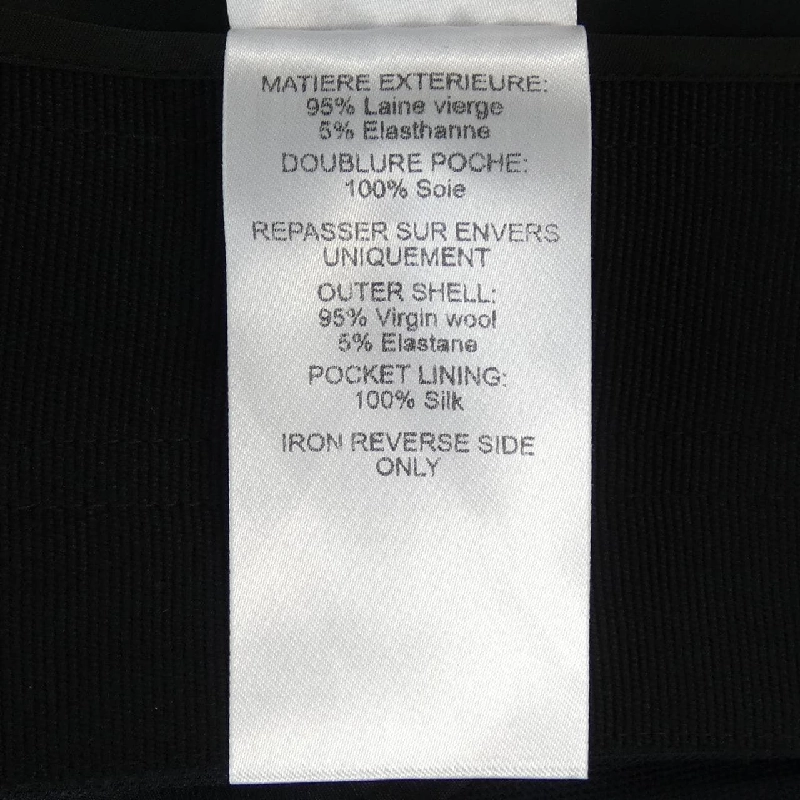 MATIERE EXTERIEURE:
95% Laine vierge
5% Elasthanne
DOUBLURE POCHE:
100% Soie
REPASSER SUR ENVERS
UNIQUEMENT
OUTER SHELL:
95% Virgin wool
5% Elastane
POCKET LINING:
100% Silk
IRON REVERSE SIDE
ONLY